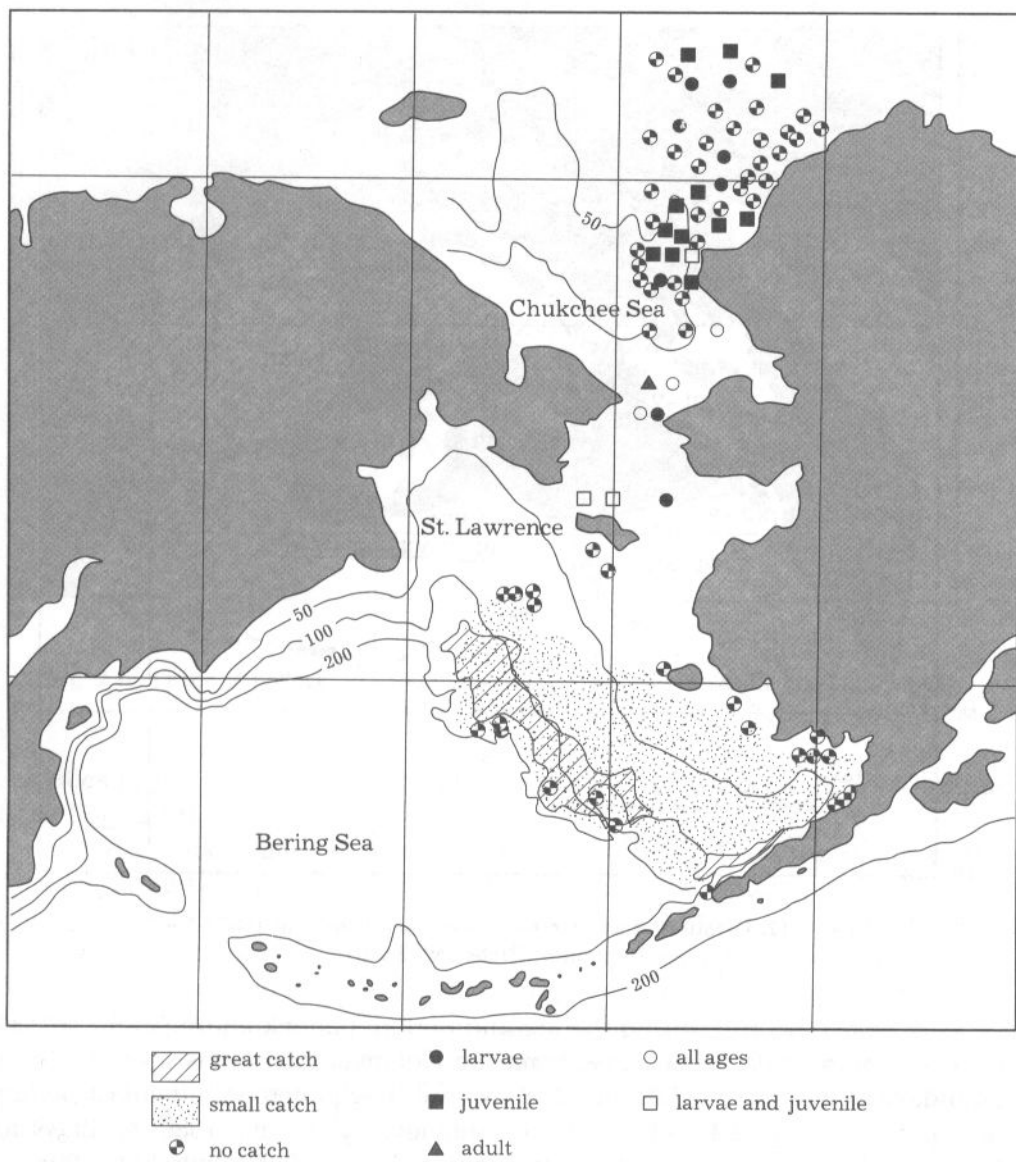 50
Chukchee Sea
St. Lawrence
50
100
200
Bering Sea
200
great catch
larvae
all ages
small catch
juvenile
larvae and juvenile
no catch
adult